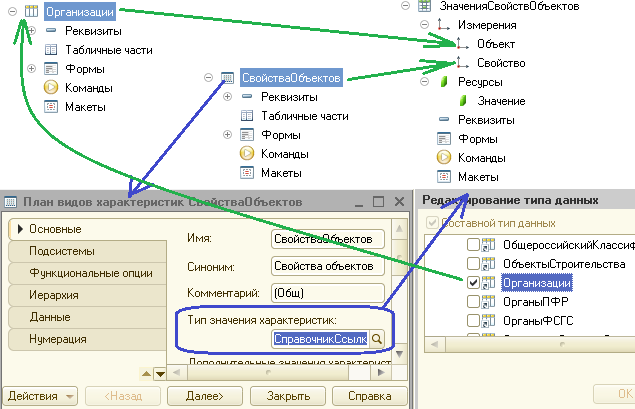 Организации
Реквизиты
Табличные части
Формы
Команды
Макеты
СвойстваОбъектов
Реквизиты
Табличные части
Формы
Команды
Макеты
ЗначенияСвойствОбъектов
Измерения
Объект
Свойство
Ресурсы
Значение
Реквизиты
Формы
Команды
Макеты
План видов характеристик СвойстваОбъектов
Основные
Подсистемы
Функциональные опции
Иерархия
Данные
Нумерация
Имя:
СвойстваОбъектов
Синоним:
Свойства объектов
Комментарий:
(Общ)
Тип значения характеристик:
СправочникСсылк
Дополнительные значения характерист
Действия
<Назад
Далее>
Закрыть
Справка
Редактирование типа данных
Составной тип данных
ОбщероссийскийКлассиф
ОбъектыСтроительства
Организации
ОрганыПФР
ОрганыФСГС
ОК